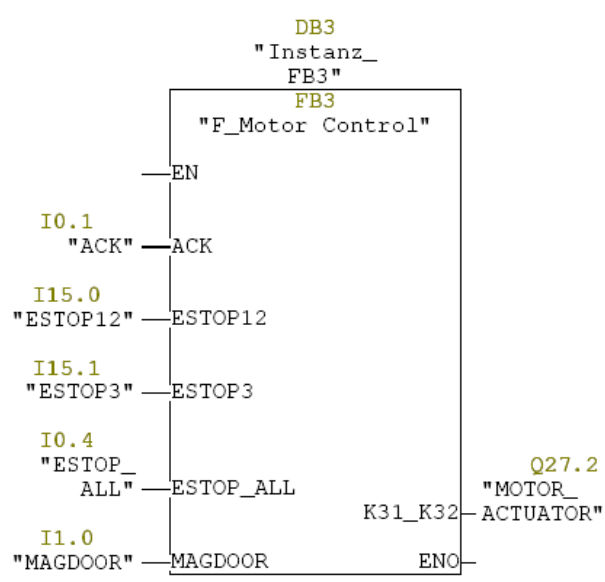 DB3
"Instanz_
FB3"
FB3
"F_Motor Control"
EN
I0.1
"ACK" ACK
I15.0
"ESTOP12" ESTOP12
I15.1
"ESTOP3" ESTOP3
I0.4
"ESTOP_
ALL" ESTOP_ALL
Q27.2
"MOTOR_
K31_K32 ACTUATOR"
I1.0
"MAGDOOR" MAGDOOR ENO